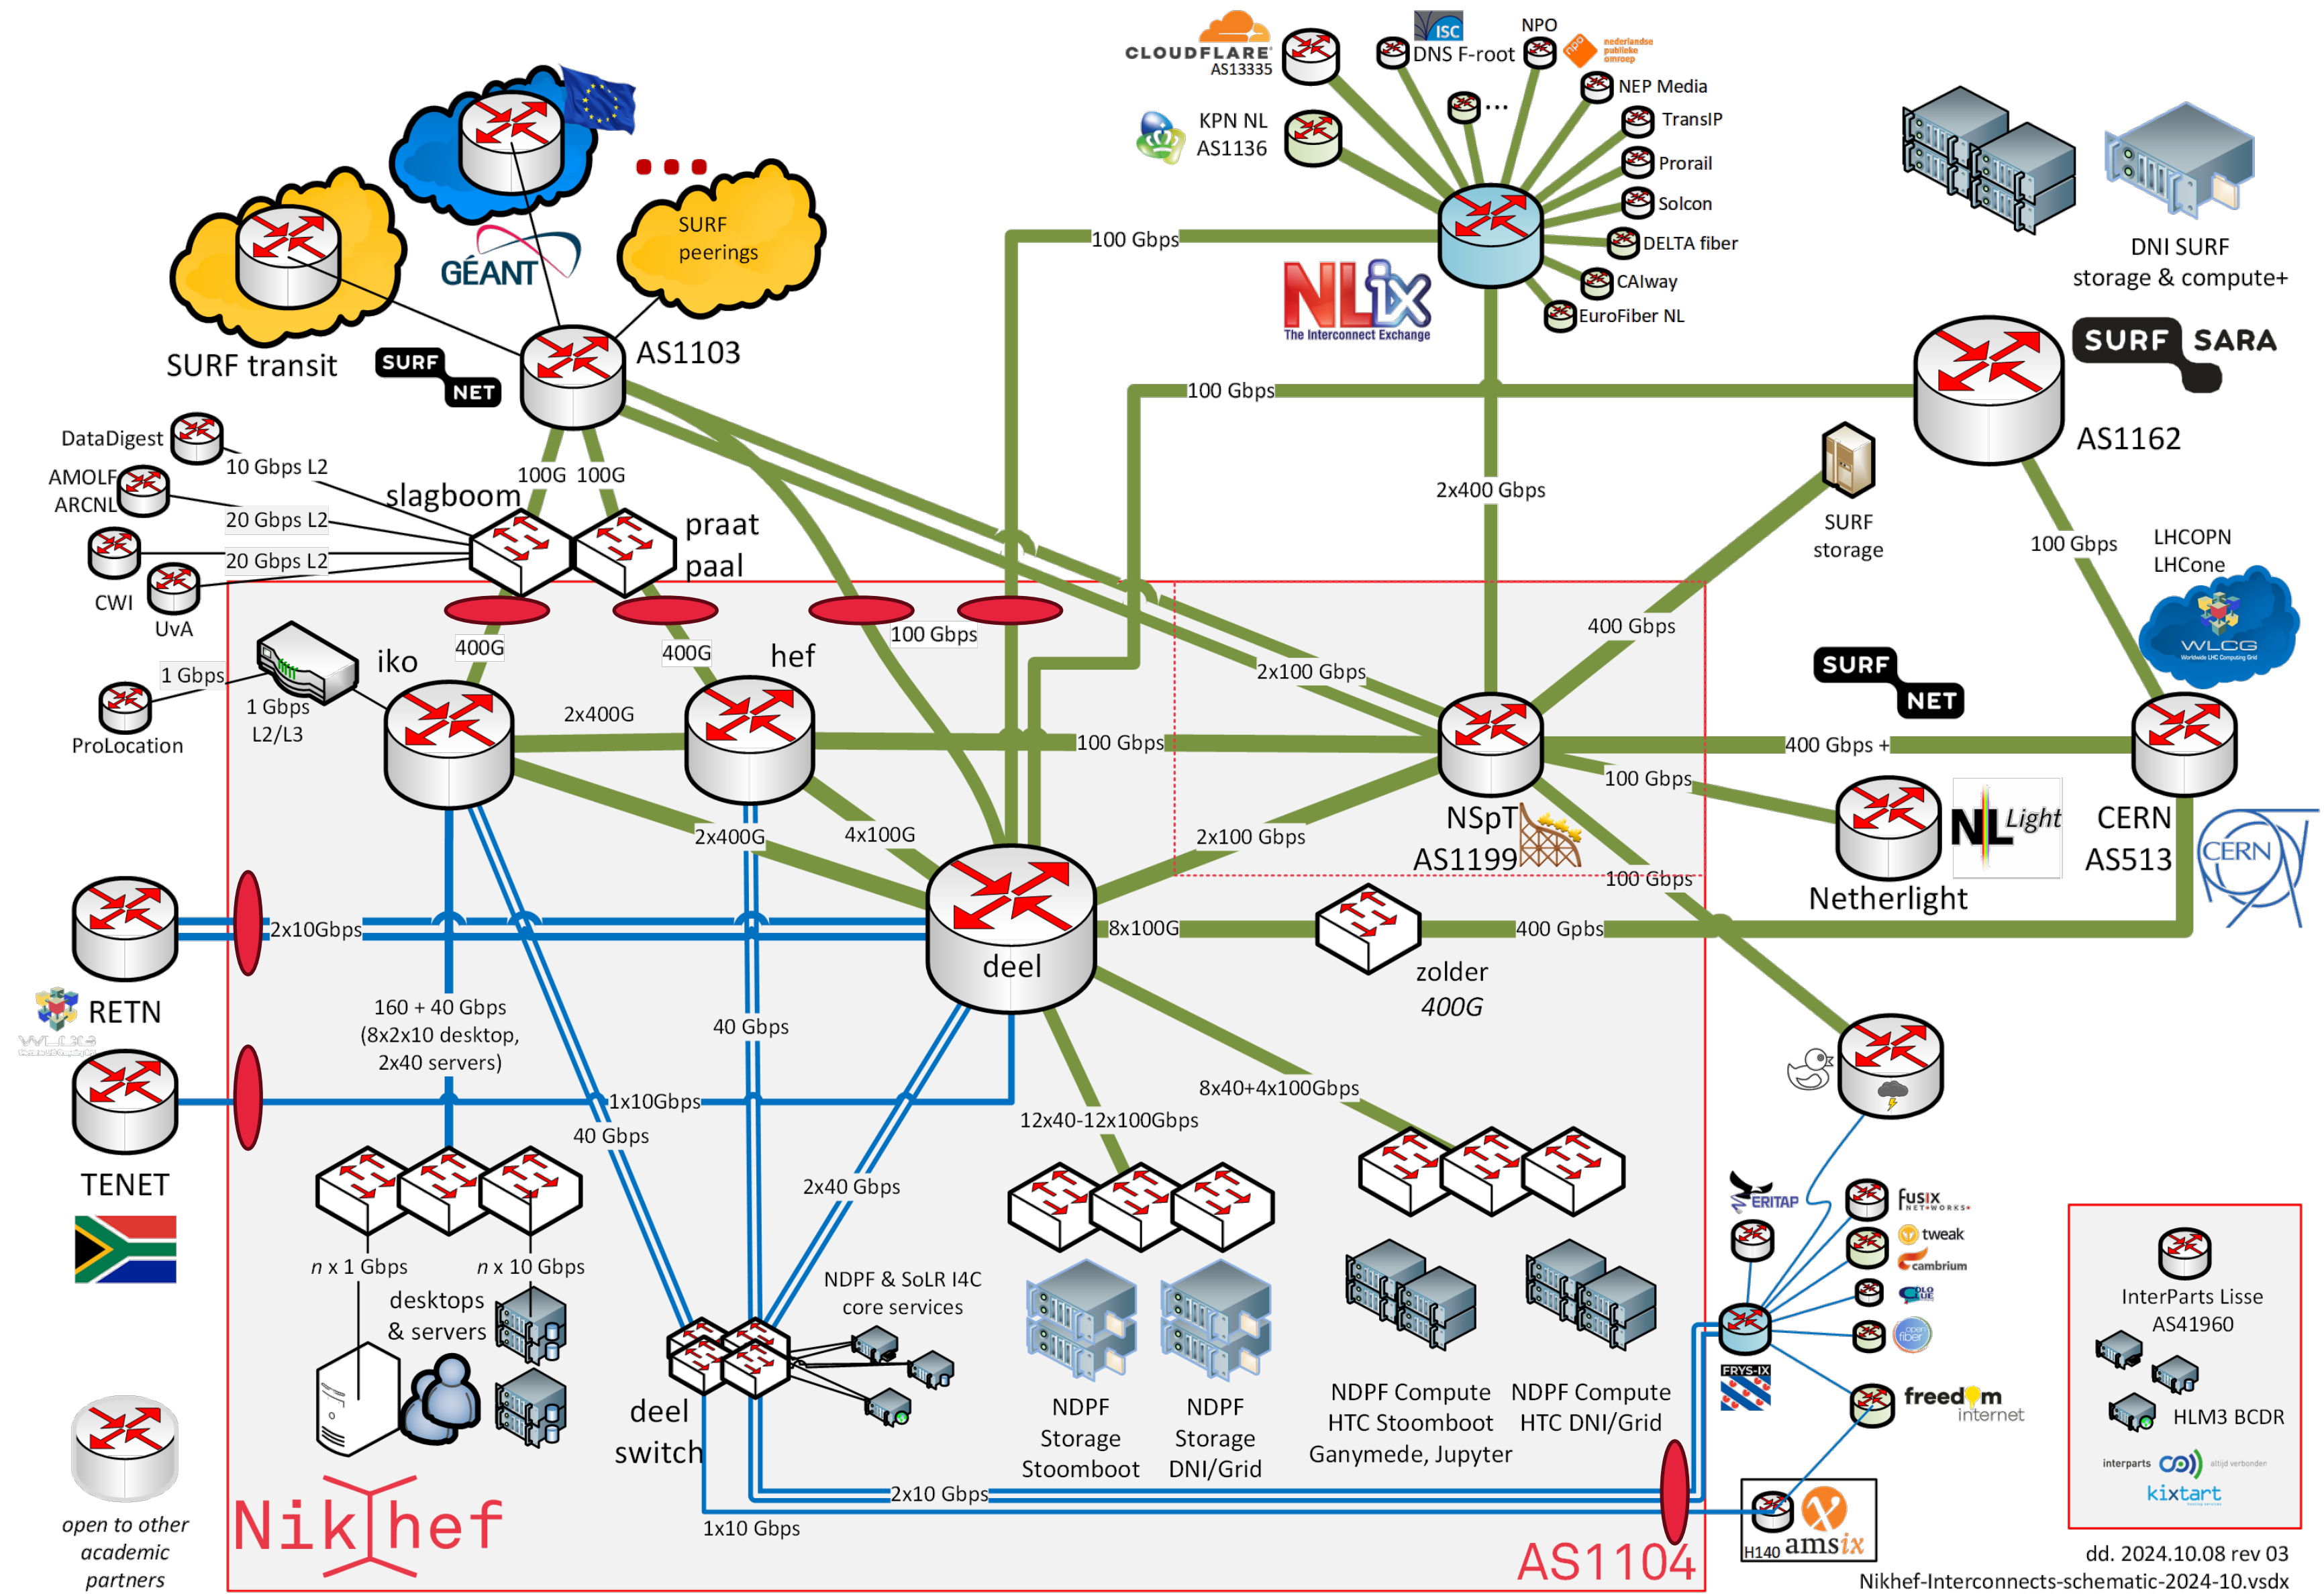 CLOUDFLARE
AS13335
ISC
DNS F-root
NPO
npo
nederlandse
publieke
omroep
...
NEP Media
KPN NL
AS1136
TransIP
Prorail
Solcon
DELTA fiber
CAIway
EuroFiber NL
NLix
The Interconnect Exchange
100 Gbps
DNI SURF
storage & compute+
SURF
peerings
GÉANT
SURF transit
SURF
NET
AS1103
100 Gbps
SURF SARA
AS1162
DataDigest
10 Gbps L2
AMOLF
ARCNL
20 Gbps L2
CWI
20 Gbps L2
UvA
100G
100G
slagboom
praat
paal
2x400 Gbps
SURF
storage
100 Gbps
LHCOPN
LHCone
WLCG
Worldwide LHC Computing Grid
iko
400G
400G
hef
100 Gbps
400 Gbps
1 Gbps
1 Gbps
L2/L3
ProLocation
2x400G
2x100 Gbps
SURF
NET
100 Gbps
400 Gbps +
100 Gbps
NSpT
AS1199
NL Light
Netherlight
CERN
AS513
CERN
2x400G
4x100G
2x100 Gbps
100 Gbps
2x10Gbps
deel
8x100G
zolder
400G
400 Gpbs
RETN
160 + 40 Gbps
(8x2x10 desktop,
2x40 servers)
40 Gbps
TENET
1x10Gbps
40 Gbps
2x40 Gbps
12x40-12x100Gbps
8x40+4x100Gbps
n x 1 Gbps
n x 10 Gbps
desktops
& servers
NDPF & SoLR I4C
core services
deel
switch
NDPF
Storage
Stoomboot
NDPF
Storage
DNI/Grid
NDPF Compute
HTC Stoomboot
Ganymede, Jupyter
NDPF Compute
HTC DNI/Grid
2x10 Gbps
1x10 Gbps
Nikhef
AS1104
open to other
academic
partners
ERITAP
fusix
NETWORKS
tweak
cambrium
open
fiber
FRYS-IX
freedom
internet
H140
amsix
InterParts Lisse
AS41960
HLM3 BCDR
interparts
altijd verbonden
kixtart
dd. 2024.10.08 rev 03
Nikhef-Interconnects-schematic-2024-10.vsdx